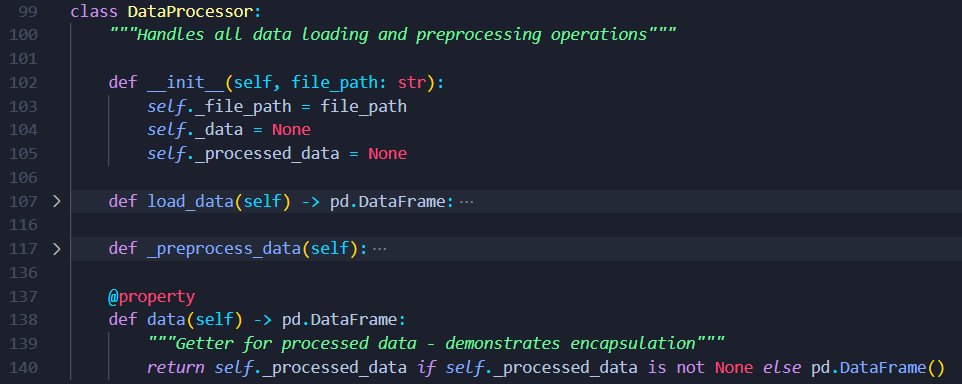 99 class DataProcessor:
100     """Handles all data loading and preprocessing operations"""
101
102     def __init__(self, file_path: str):
103         self._file_path = file_path
104         self._data = None
105         self._processed_data = None
106
107 >     def load_data(self) -> pd.DataFrame: ···
116
117 >     def _preprocess_data(self): ···
136
137     @property
138     def data(self) -> pd.DataFrame:
139         """Getter for processed data - demonstrates encapsulation"""
140         return self._processed_data if self._processed_data is not None else pd.DataFrame()